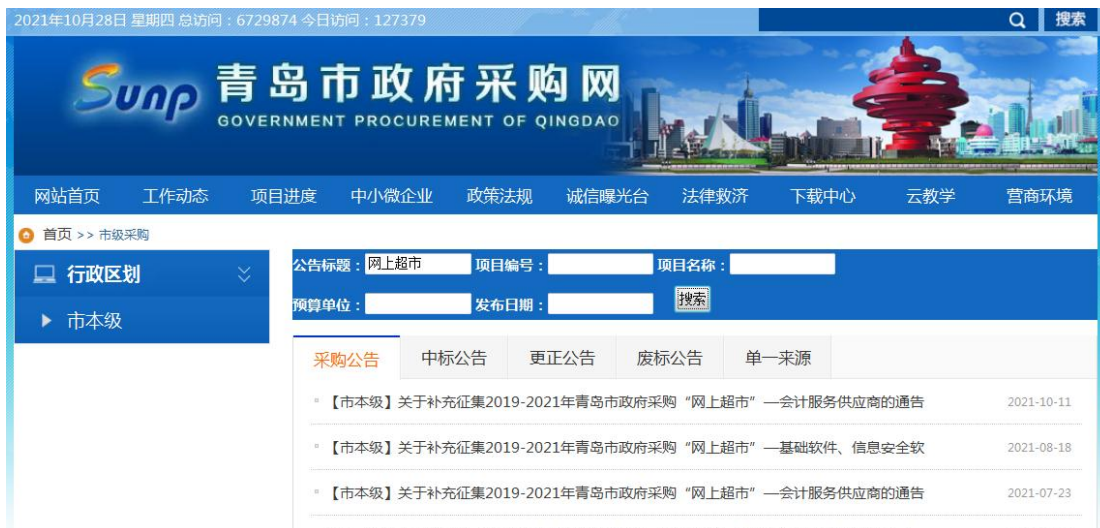 2021年10月28日 星期四 总访问：6729874 今日访问：127379
搜索
Sunp 青岛市政府采购网
GOVERNMENT PROCUREMENT OF QINGDAO
网站首页 工作动态 项目进度 中小微企业 政策法规 诚信曝光台 法律救济 下载中心 云教学 营商环境
首页 >> 市级采购
行政区划
市本级
公告标题：网上超市 项目编号： 项目名称：
预算单位： 发布日期： 搜索
采购公告 中标公告 更正公告 废标公告 单一来源
【市本级】关于补充征集2019-2021年青岛市政府采购“网上超市”—会计服务供应商的通告 2021-10-11
【市本级】关于补充征集2019-2021年青岛市政府采购“网上超市”—基础软件、信息安全软 2021-08-18
【市本级】关于补充征集2019-2021年青岛市政府采购“网上超市”—会计服务供应商的通告 2021-07-23